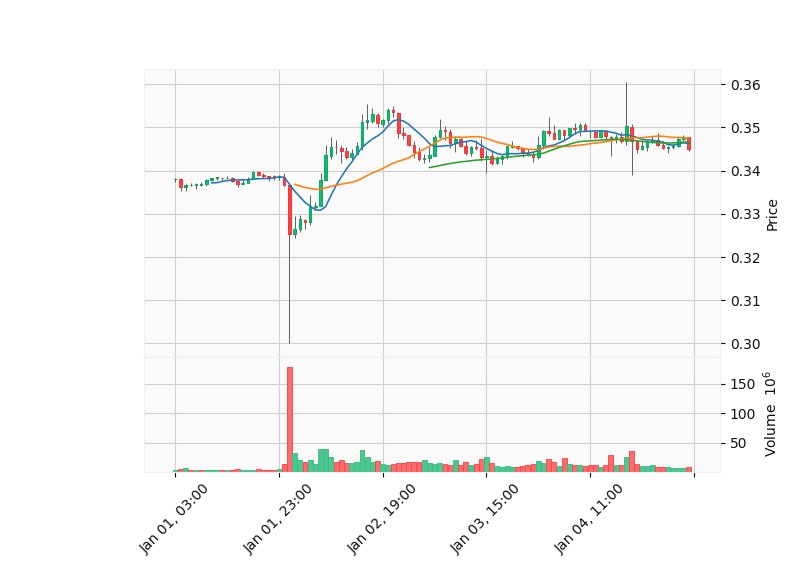 0.36
0.35
0.34
0.33
0.32
0.31
0.30
Price
150
100
50
Volume 10^6
Jan 01, 03:00
Jan 01, 23:00
Jan 02, 19:00
Jan 03, 15:00
Jan 04, 11:00